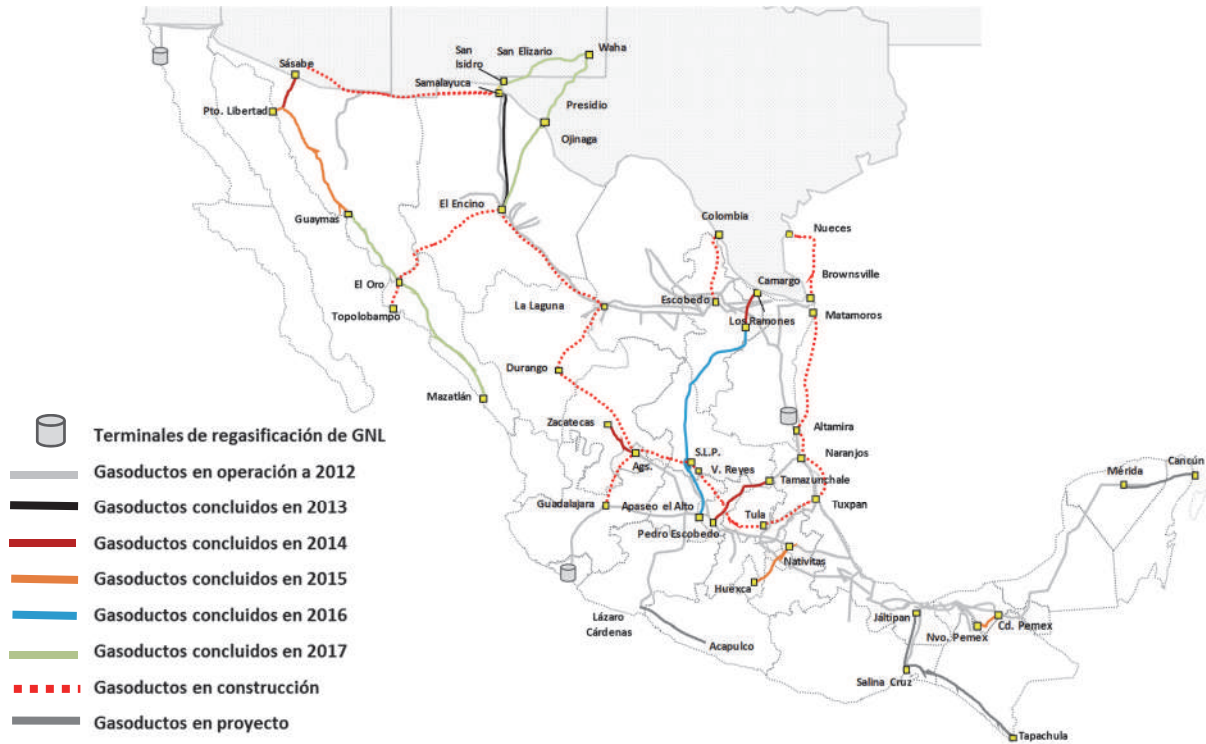 San
Isidro
San Elizario
Waha
Sásabe
Samalayuca
Pto. Libertad
Presidio
Ojinaga
El Encino
Guaymas
Colombia
Nueces
El Oro
Camargo
Brownsville
La Laguna
Escobedo
Topolobampo
Los Ramones
Matamoros
Durango
Mazatlán
Zacatecas
Altamira
Ags.
S.L.P.
V. Reyes
Naranjos
Tamazunchale
Mérida
Cancún
Guadalajara
Apaseo el Alto
Tula
Tuxpan
Pedro Escobedo
Nativitas
Huexca
Lázaro
Cárdenas
Acapulco
Jáltipan
Nvo. Pemex
Cd. Pemex
Salina Cruz
Tapachula
Terminales de regasificación de GNL
Gasoductos en operación a 2012
Gasoductos concluidos en 2013
Gasoductos concluidos en 2014
Gasoductos concluidos en 2015
Gasoductos concluidos en 2016
Gasoductos concluidos en 2017
Gasoductos en construcción
Gasoductos en proyecto